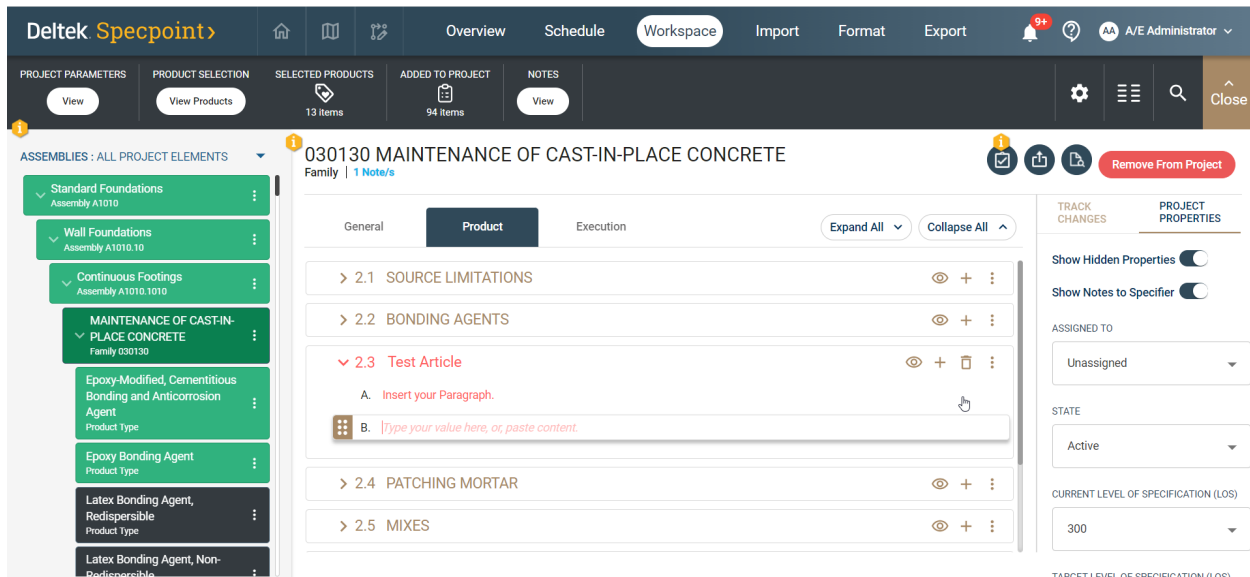 Deltek Specpoint
Overview
Schedule
Workspace
Import
Format
Export
9+
AA
A/E Administrator
PROJECT PARAMETERS
View
PRODUCT SELECTION
View Products
SELECTED PRODUCTS
13 items
ADDED TO PROJECT
94 items
NOTES
View
Close
ASSEMBLIES : ALL PROJECT ELEMENTS
Standard Foundations
Assembly A1010
Wall Foundations
Assembly A1010.10
Continuous Footings
Assembly A1010.1010
MAINTENANCE OF CAST-IN-
PLACE CONCRETE
Family 030130
Epoxy-Modified, Cementitious
Bonding and Anticorrosion
Agent
Product Type
Epoxy Bonding Agent
Product Type
Latex Bonding Agent,
Redispersible
Product Type
Latex Bonding Agent, Non-
Redispersible
030130 MAINTENANCE OF CAST-IN-PLACE CONCRETE
Family | 1 Note/s
Remove From Project
General
Product
Execution
Expand All
Collapse All
2.1 SOURCE LIMITATIONS
2.2 BONDING AGENTS
2.3 Test Article
A. Insert your Paragraph.
B. Type your value here, or, paste content.
2.4 PATCHING MORTAR
2.5 MIXES
TRACK
CHANGES
PROJECT
PROPERTIES
Show Hidden Properties
Show Notes to Specifier
ASSIGNED TO
Unassigned
STATE
Active
CURRENT LEVEL OF SPECIFICATION (LOS)
300
TARGET LEVEL OF SPECIFICATION (LOS)